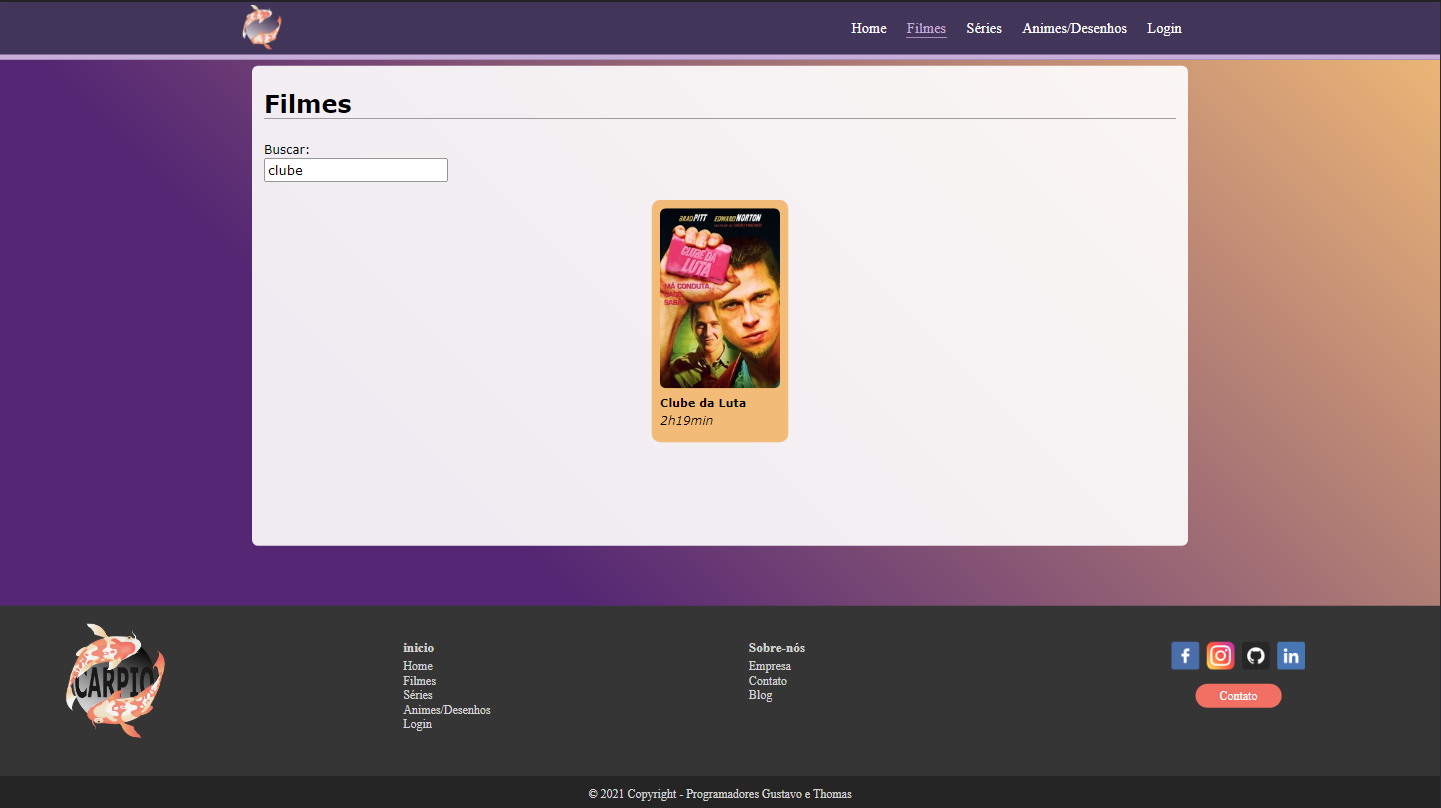 Home Filmes Séries Animes/Desenhos Login
Filmes
Buscar:
clube
BRAD PITT EDWARD NORTON
CLUBE DA
LUTA
MÁ CONDUTA.
SABÃO
Clube da Luta
2h19min
CARPIO
inicio
Home
Filmes
Séries
Animes/Desenhos
Login
Sobre-nós
Empresa
Contato
Blog
Contato
© 2021 Copyright - Programadores Gustavo e Thomas